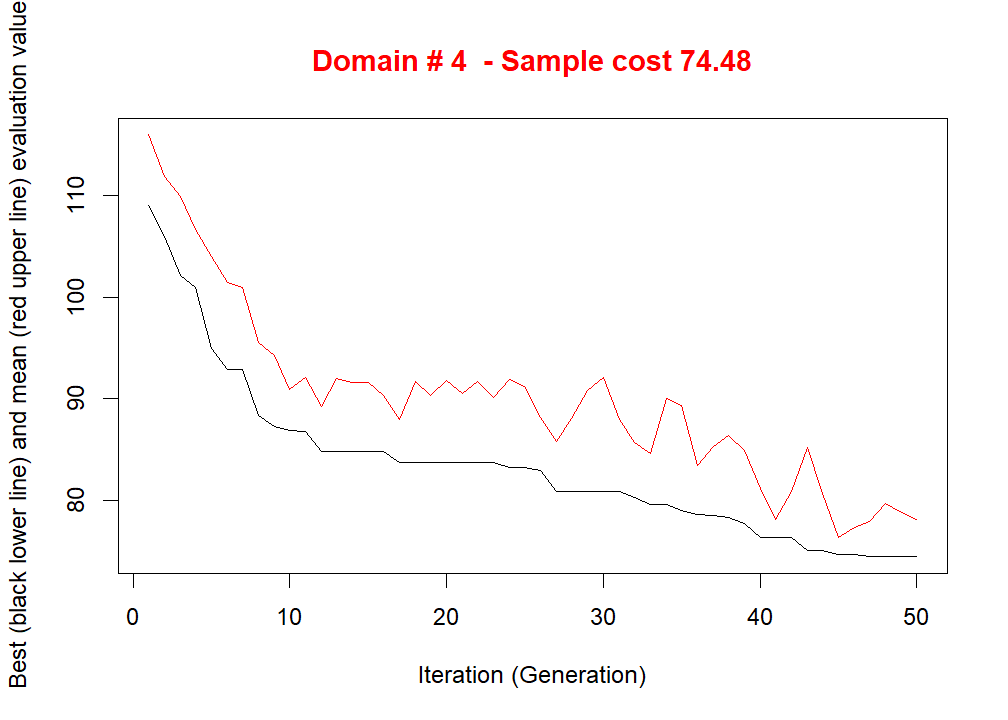 Domain # 4  - Sample cost 74.48
Best (black lower line) and mean (red upper line) evaluation value
110
100
90
80
0 10 20 30 40 50
Iteration (Generation)